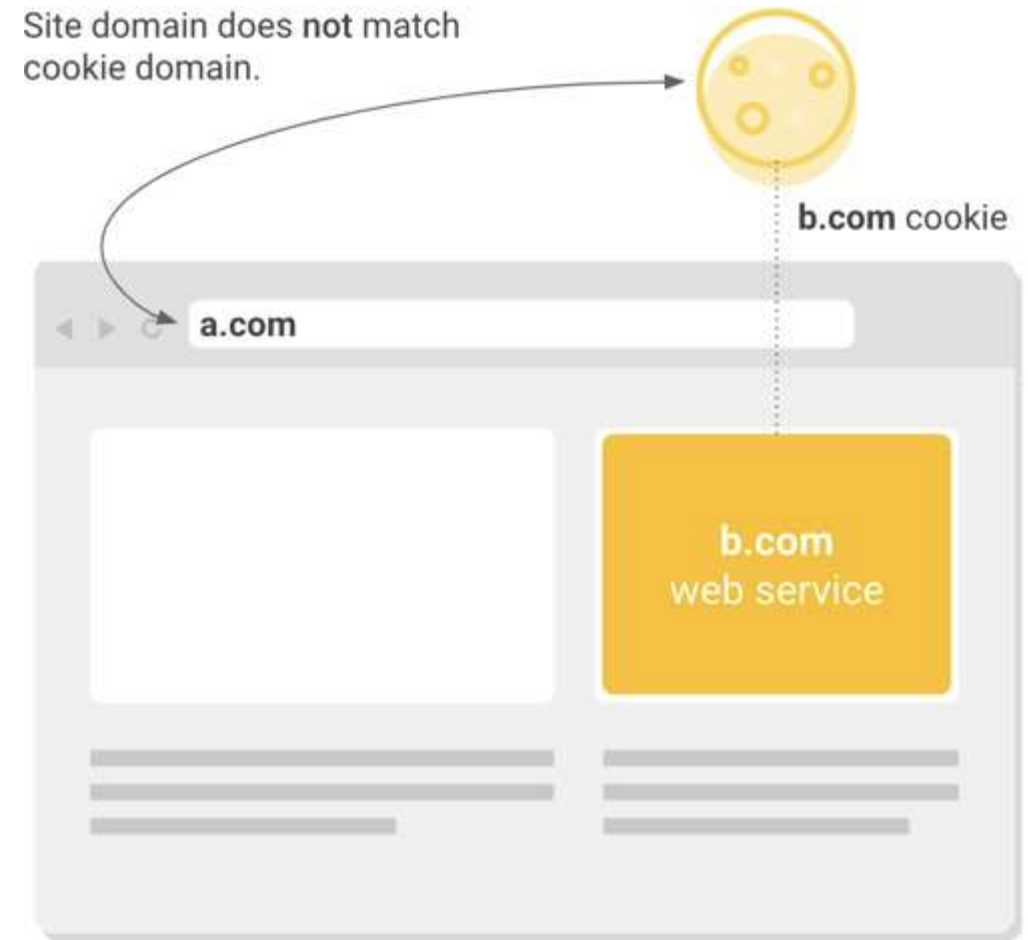 Site domain does not match
cookie domain.
b.com cookie
a.com
b.com
web service